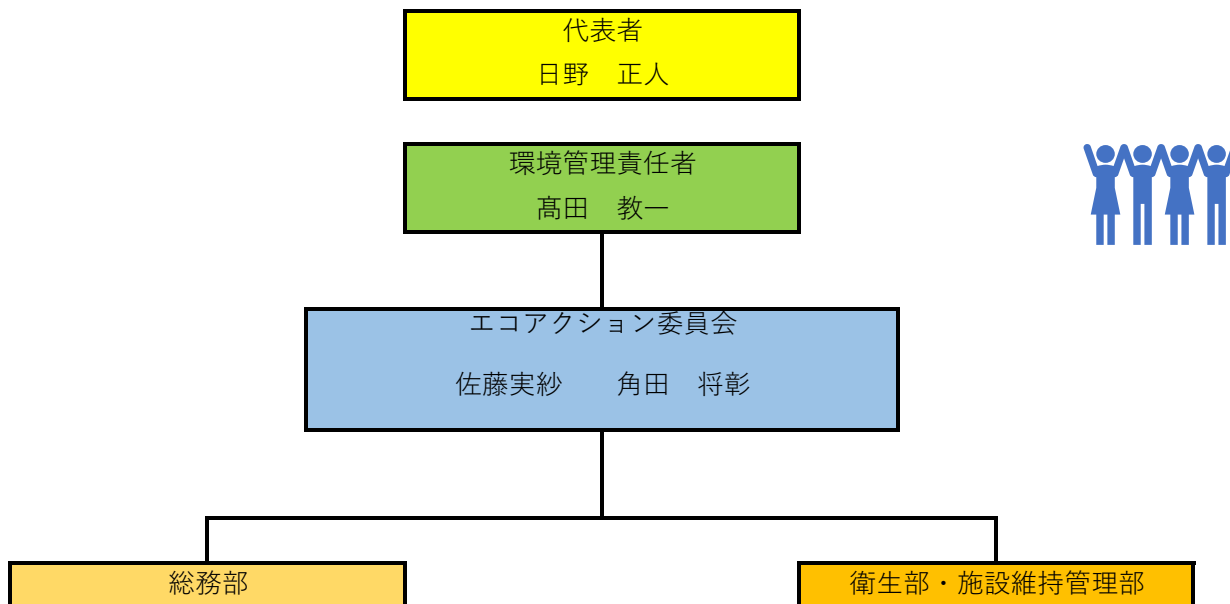 代表者
日野　正人
環境管理責任者
髙田　教一
エコアクション委員会
佐藤実紗　　角田　将彰
総務部
衛生部・施設維持管理部